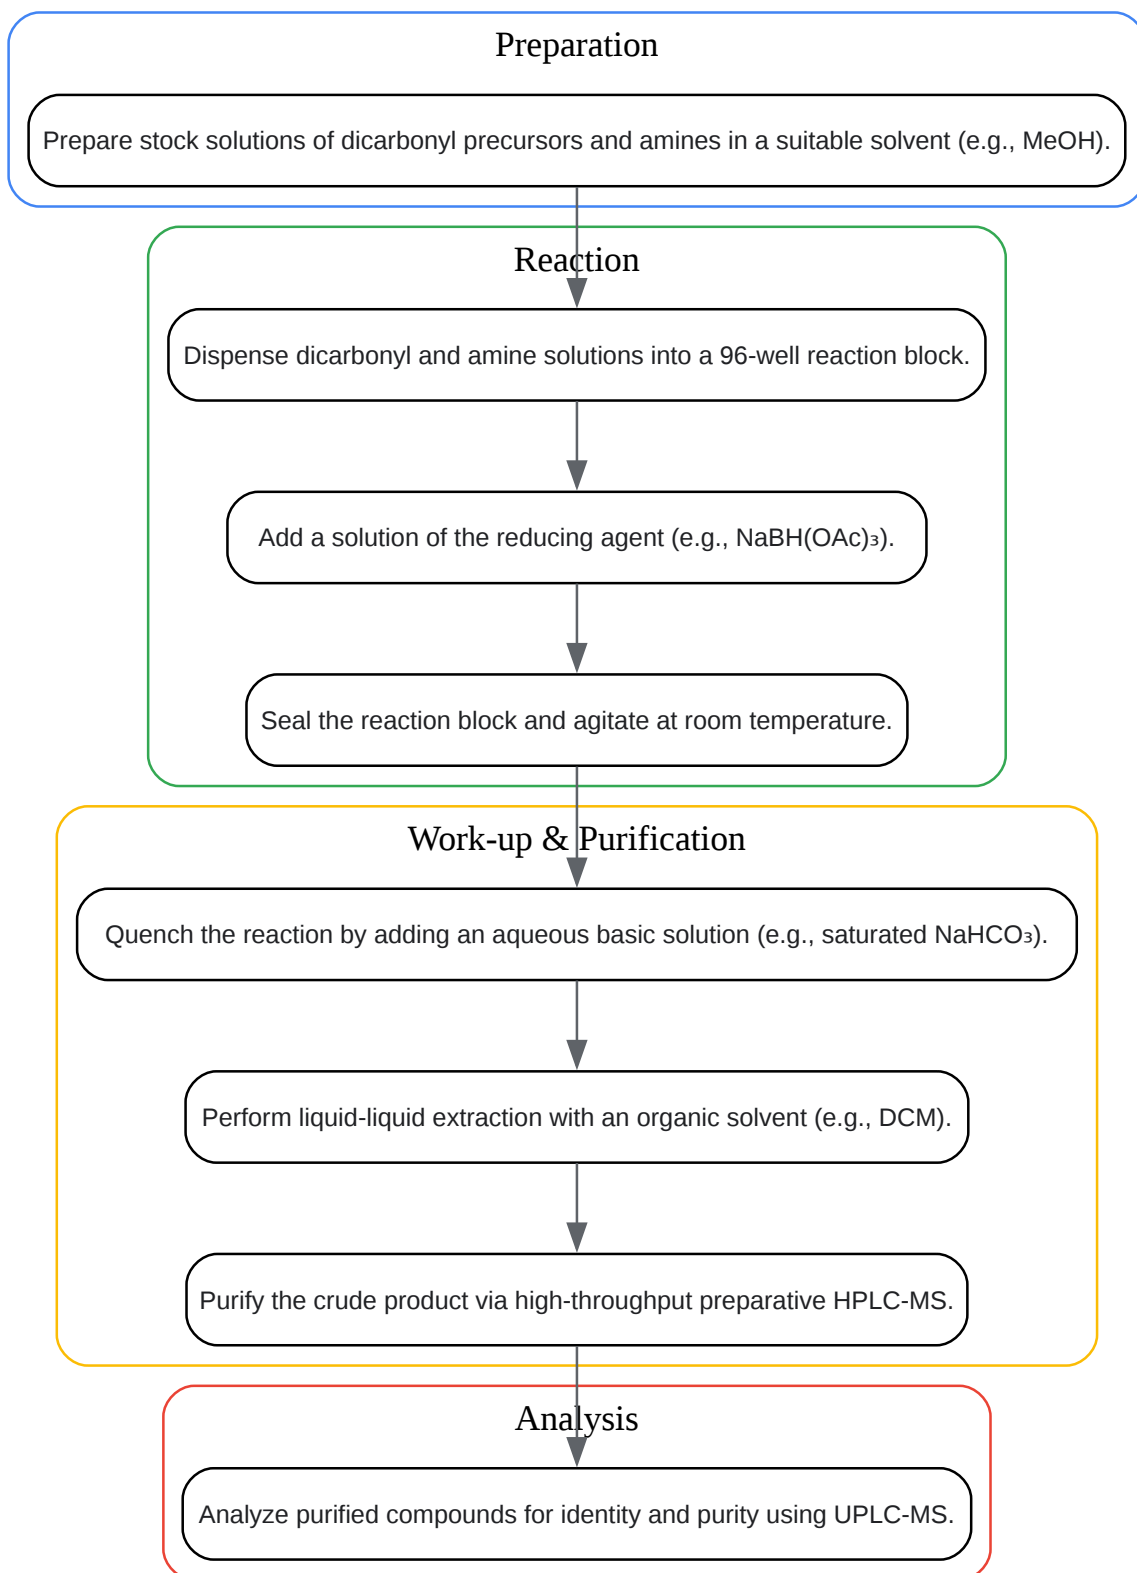 Preparation
Prepare stock solutions of dicarbonyl precursors and amines in a suitable solvent (e.g., MeOH).
Reaction
Dispense dicarbonyl and amine solutions into a 96-well reaction block.
Add a solution of the reducing agent (e.g., NaBH(OAc)₃).
Seal the reaction block and agitate at room temperature.
Work-up & Purification
Quench the reaction by adding an aqueous basic solution (e.g., saturated NaHCO₃).
Perform liquid-liquid extraction with an organic solvent (e.g., DCM).
Purify the crude product via high-throughput preparative HPLC-MS.
Analysis
Analyze purified compounds for identity and purity using UPLC-MS.